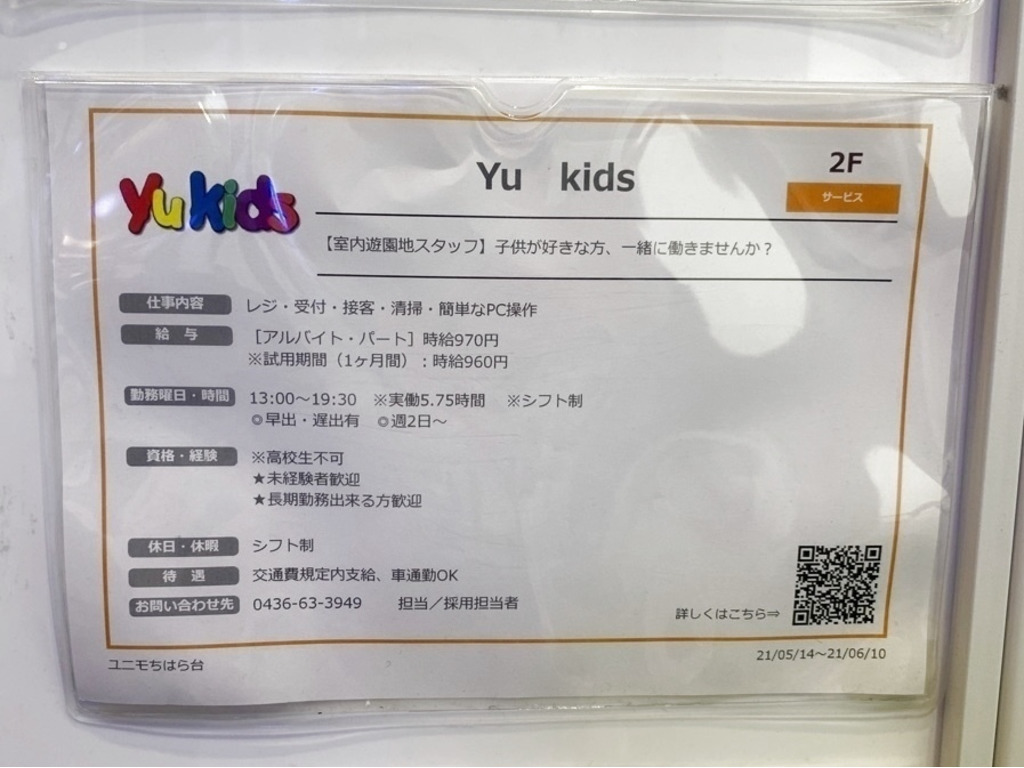 Yu kids
Yu kids
2F
サービス
【室内遊園地スタッフ】子供が好きな方、一緒に働きませんか？
仕事内容 レジ・受付・接客・清掃・簡単なPC操作
給与 ［アルバイト・パート］時給970円
※試用期間（1ヶ月間）：時給960円
勤務曜日・時間 13:00～19:30 ※実働5.75時間 ※シフト制
◎早出・遅出有 ◎週2日～
資格・経験 ※高校生不可
★未経験者歓迎
★長期勤務出来る方歓迎
休日・休暇 シフト制
待遇 交通費規定内支給、車通勤OK
お問い合わせ先 0436-63-3949 担当／採用担当者
詳しくはこちら⇒
ユニモちはら台
21/05/14～21/06/10